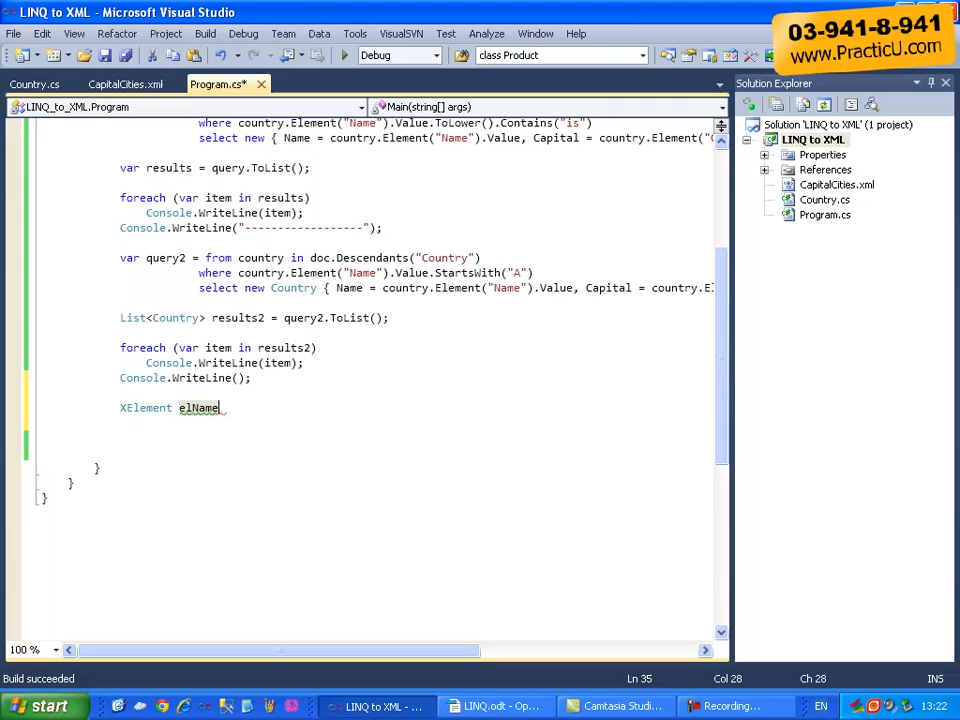 LINQ to XML - Microsoft Visual Studio
03-941-8-941
www.PracticU.com
File Edit View Refactor Project Build Debug Team Data Tools VisualSVN Test Analyze Window Help
Debug class Product
Country.cs CapitalCities.xml Program.cs*
Solution Explorer
LINQ_to_XML.Program Main(string[] args)
where country.Element("Name").Value.ToLower().Contains("is")
select new { Name = country.Element("Name").Value, Capital = country.Element("C
var results = query.ToList();
foreach (var item in results)
Console.WriteLine(item);
Console.WriteLine("------------------");
var query2 = from country in doc.Descendants("Country")
where country.Element("Name").Value.StartsWith("A")
select new Country { Name = country.Element("Name").Value, Capital = country.El
List<Country> results2 = query2.ToList();
foreach (var item in results2)
Console.WriteLine(item);
Console.WriteLine();
XElement elName
}
}
}
Solution 'LINQ to XML' (1 project)
LINQ to XML
Properties
References
CapitalCities.xml
Country.cs
Program.cs
100 %
Build succeeded Ln 35 Col 28 Ch 28 INS
start LINQ to XML - ... LINQ.odt - Op... Camtasia Studi... Recording... EN 13:22